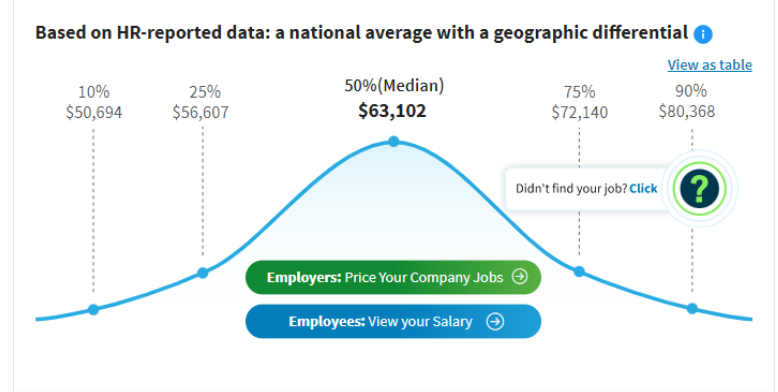 Based on HR-reported data: a national average with a geographic differential i
View as table
10%
$50,694
25%
$56,607
50%(Median)
$63,102
75%
$72,140
90%
$80,368
Didn't find your job? Click
?
Employers: Price Your Company Jobs
Employees: View your Salary